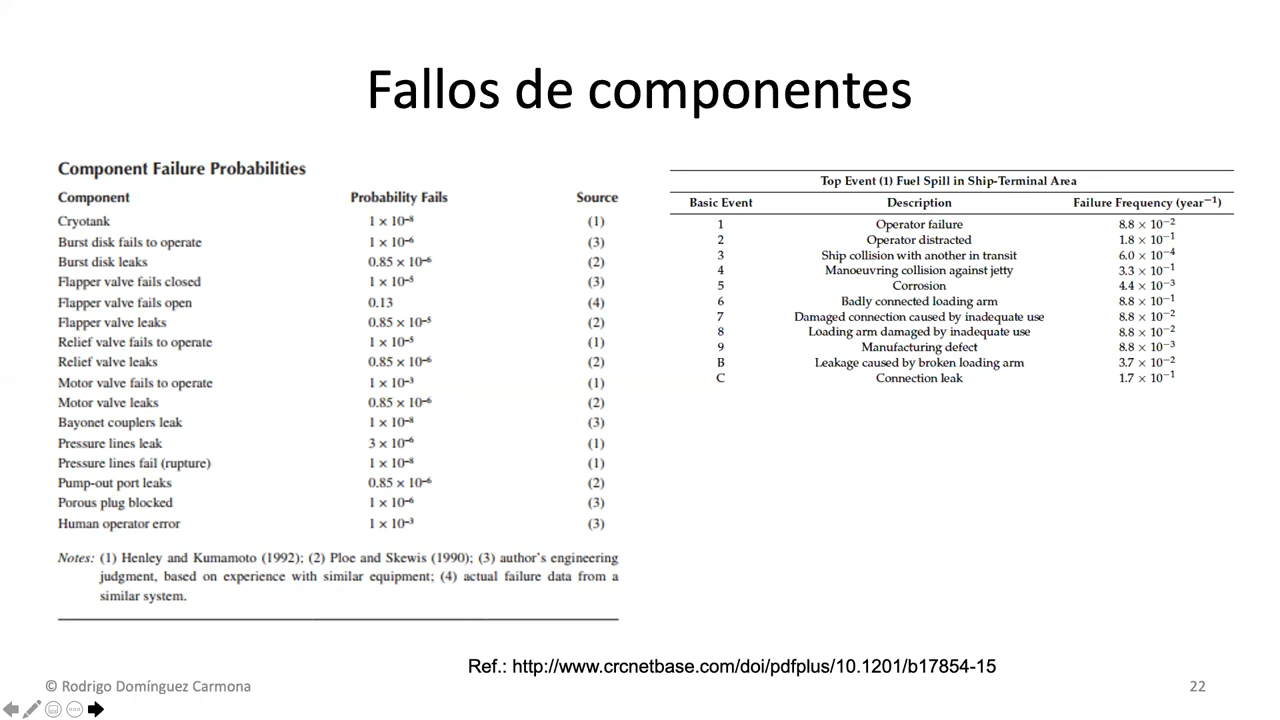 Fallos de componentes
Component Failure Probabilities
Component Probability Fails Source
Cryotank 1 × 10⁻⁸ (1)
Burst disk fails to operate 1 × 10⁻⁶ (3)
Burst disk leaks 0.85 × 10⁻⁶ (2)
Flapper valve fails closed 1 × 10⁻⁵ (3)
Flapper valve fails open 0.13 (4)
Flapper valve leaks 0.85 × 10⁻⁵ (2)
Relief valve fails to operate 1 × 10⁻⁵ (1)
Relief valve leaks 0.85 × 10⁻⁶ (2)
Motor valve fails to operate 1 × 10⁻³ (1)
Motor valve leaks 0.85 × 10⁻⁶ (2)
Bayonet couplers leak 1 × 10⁻⁸ (3)
Pressure lines leak 3 × 10⁻⁶ (1)
Pressure lines fail (rupture) 1 × 10⁻⁸ (1)
Pump-out port leaks 0.85 × 10⁻⁶ (2)
Porous plug blocked 1 × 10⁻⁶ (3)
Human operator error 1 × 10⁻³ (3)
Notes: (1) Henley and Kumamoto (1992); (2) Ploe and Skewis (1990); (3) author's engineering
judgment, based on experience with similar equipment; (4) actual failure data from a
similar system.
Top Event (1) Fuel Spill in Ship-Terminal Area
Basic Event Description Failure Frequency (year⁻¹)
1 Operator failure 8.8 × 10⁻²
2 Operator distracted 1.8 × 10⁻¹
3 Ship collision with another in transit 6.0 × 10⁻⁴
4 Manoeuvring collision against jetty 3.3 × 10⁻¹
5 Corrosion 4.4 × 10⁻³
6 Badly connected loading arm 8.8 × 10⁻¹
7 Damaged connection caused by inadequate use 8.8 × 10⁻²
8 Loading arm damaged by inadequate use 8.8 × 10⁻²
9 Manufacturing defect 8.8 × 10⁻³
B Leakage caused by broken loading arm 3.7 × 10⁻²
C Connection leak 1.7 × 10⁻¹
Ref.: http://www.crcnetbase.com/doi/pdfplus/10.1201/b17854-15
© Rodrigo Domínguez Carmona
22